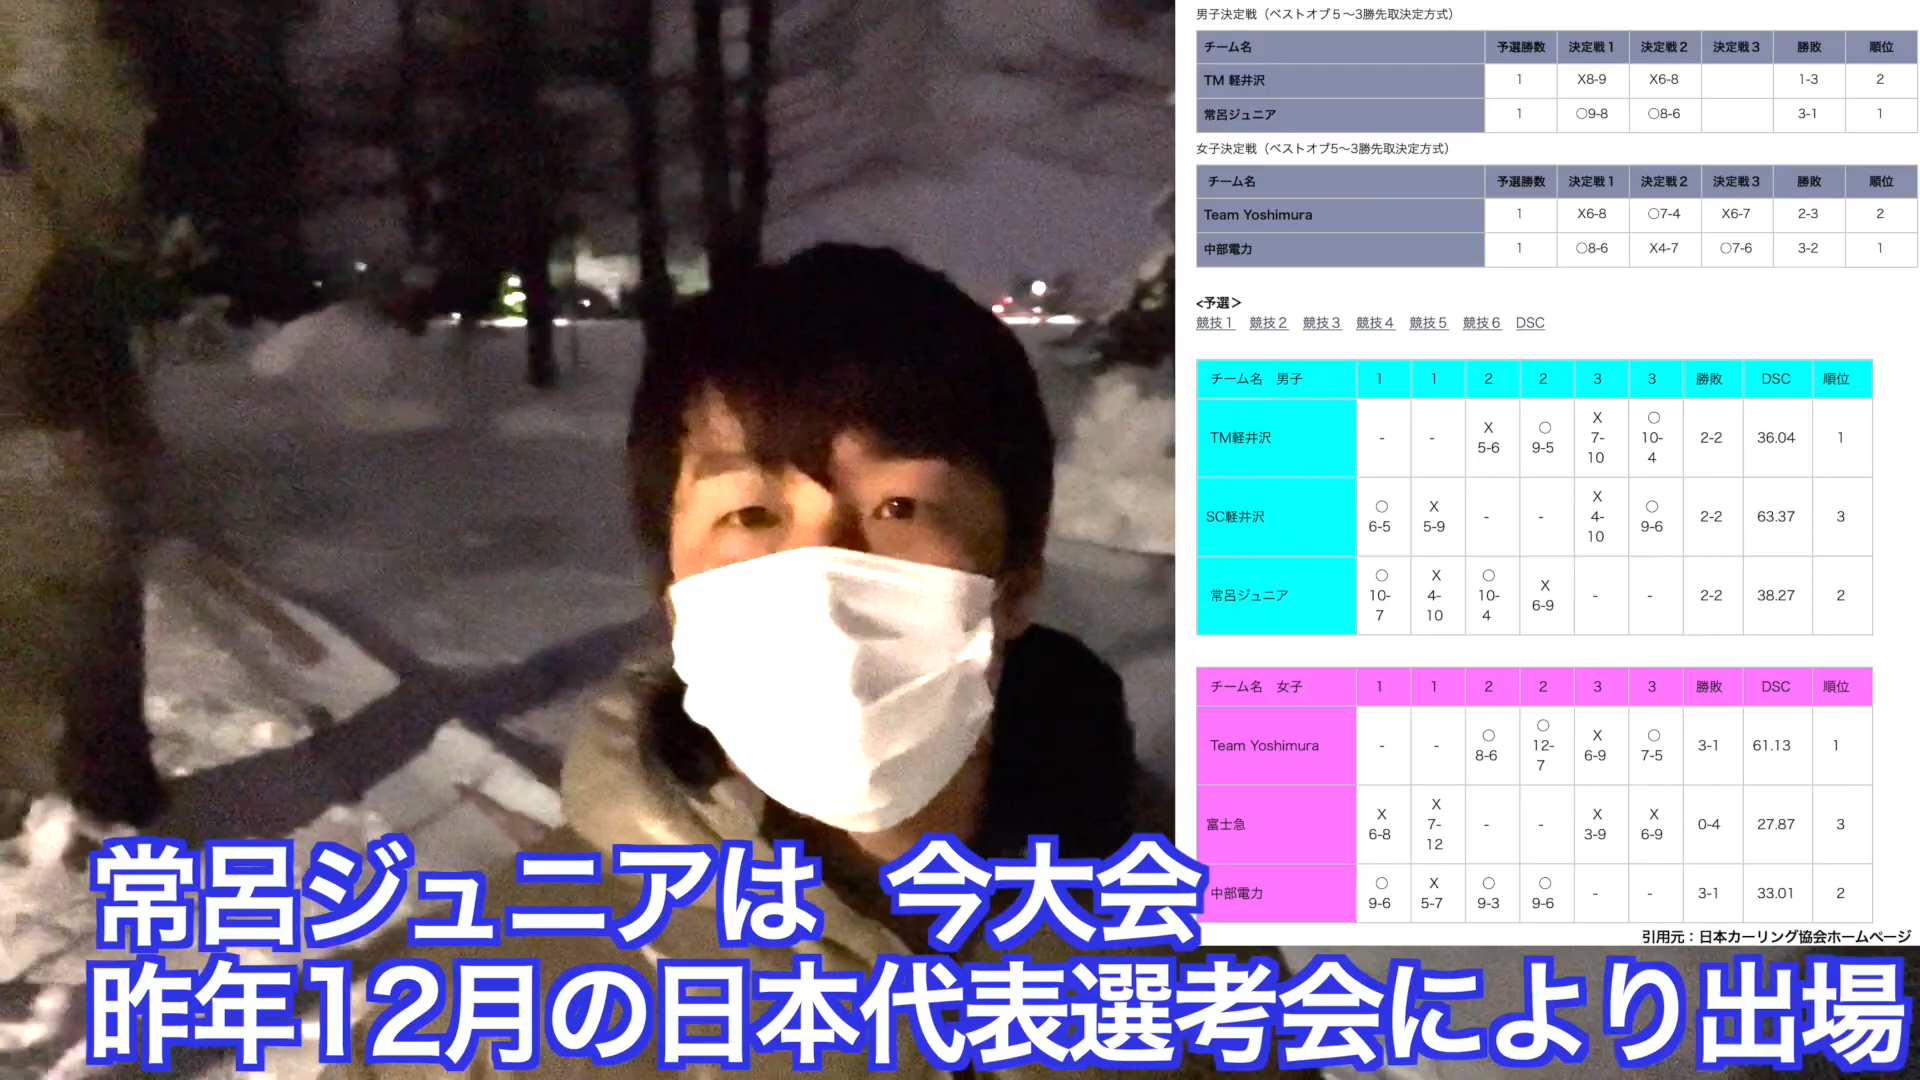 男子決定戦（ベストオブ５〜3勝先取決定方式）
チーム名 予選勝数 決定戦１ 決定戦２ 決定戦３ 勝敗 順位
TM 軽井沢 1 X8-9 X6-8 1-3 2
常呂ジュニア 1 ○9-8 ○8-6 3-1 1
女子決定戦（ベストオブ5〜3勝先取決定方式）
チーム名 予選勝数 決定戦１ 決定戦２ 決定戦３ 勝敗 順位
Team Yoshimura 1 X6-8 ○7-4 X6-7 2-3 2
中部電力 1 ○8-6 X4-7 ○7-6 3-2 1
<予選＞
競技１ 競技２ 競技３ 競技４ 競技５ 競技６ DSC
チーム名　男子 1 1 2 2 3 3 勝敗 DSC 順位
TM軽井沢 - - X 5-6 ○ 9-5 X 7-10 ○ 10-4 2-2 36.04 1
SC軽井沢 ○ 6-5 X 5-9 - - X 4-10 ○ 9-6 2-2 63.37 3
常呂ジュニア ○ 10-7 X 4-10 ○ 10-4 X 6-9 - - 2-2 38.27 2
チーム名　女子 1 1 2 2 3 3 勝敗 DSC 順位
Team Yoshimura - - ○ 8-6 ○ 12-7 X 6-9 ○ 7-5 3-1 61.13 1
富士急 X 6-8 X 7-12 - - X 3-9 X 6-9 0-4 27.87 3
中部電力 ○ 9-6 X 5-7 ○ 9-3 ○ 9-6 - - 3-1 33.01 2
引用元：日本カーリング協会ホームページ
常呂ジュニアは　今大会
昨年12月の日本代表選考会により出場